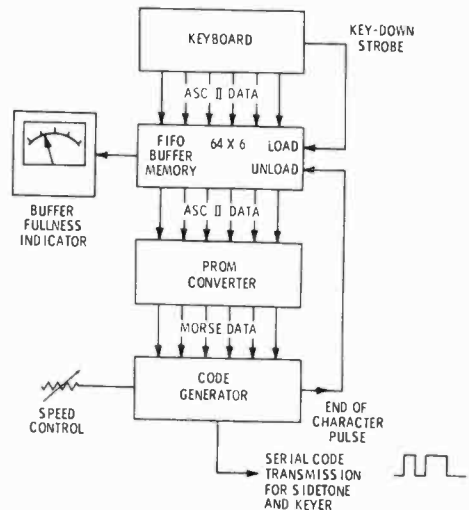 KEYBOARD
KEY-DOWN
STROBE
ASC II DATA
FIFO 64 X 6 LOAD
BUFFER
MEMORY UNLOAD
BUFFER
FULLNESS
INDICATOR
ASC II DATA
PROM
CONVERTER
MORSE DATA
CODE
GENERATOR
SPEED
CONTROL
END OF
CHARACTER
PULSE
SERIAL CODE
TRANSMISSION
FOR SIDETONE
AND KEYER